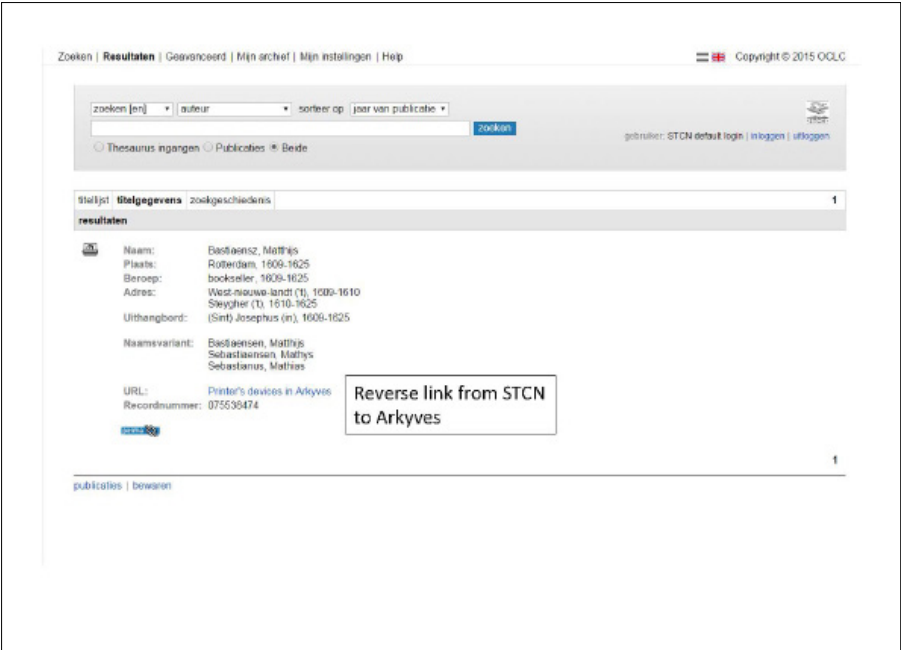 Zoeken | Resultaten | Geavanceerd | Mijn archief | Mijn instellingen | Help
Copyright © 2015 OCLC
zoeken [en] auteur sorteer op jaar van publicatie
zoeken
gebruiker: STCN default login | inloggen | uitloggen
Thesaurus ingangen Publicaties Beide
titellijst titelgegevens zoekgeschiedenis 1
resultaten
Naam: Bastiaensz, Matthijs
Plaats: Rotterdam, 1609-1625
Beroep: bookseller, 1609-1625
Adres: West-nieuwe-landt ('t), 1609-1610
Steygher ('t), 1610-1625
Uithangbord: (Sint) Josephus (in), 1609-1625
Naamsvariant: Bastiaensen, Matthijs
Sebastiaensen, Mathys
Sebastianus, Mathias
URL: Printer's devices in Arkyves
Recordnummer: 075538474
Reverse link from STCN
to Arkyves
1
publicaties | bewaren